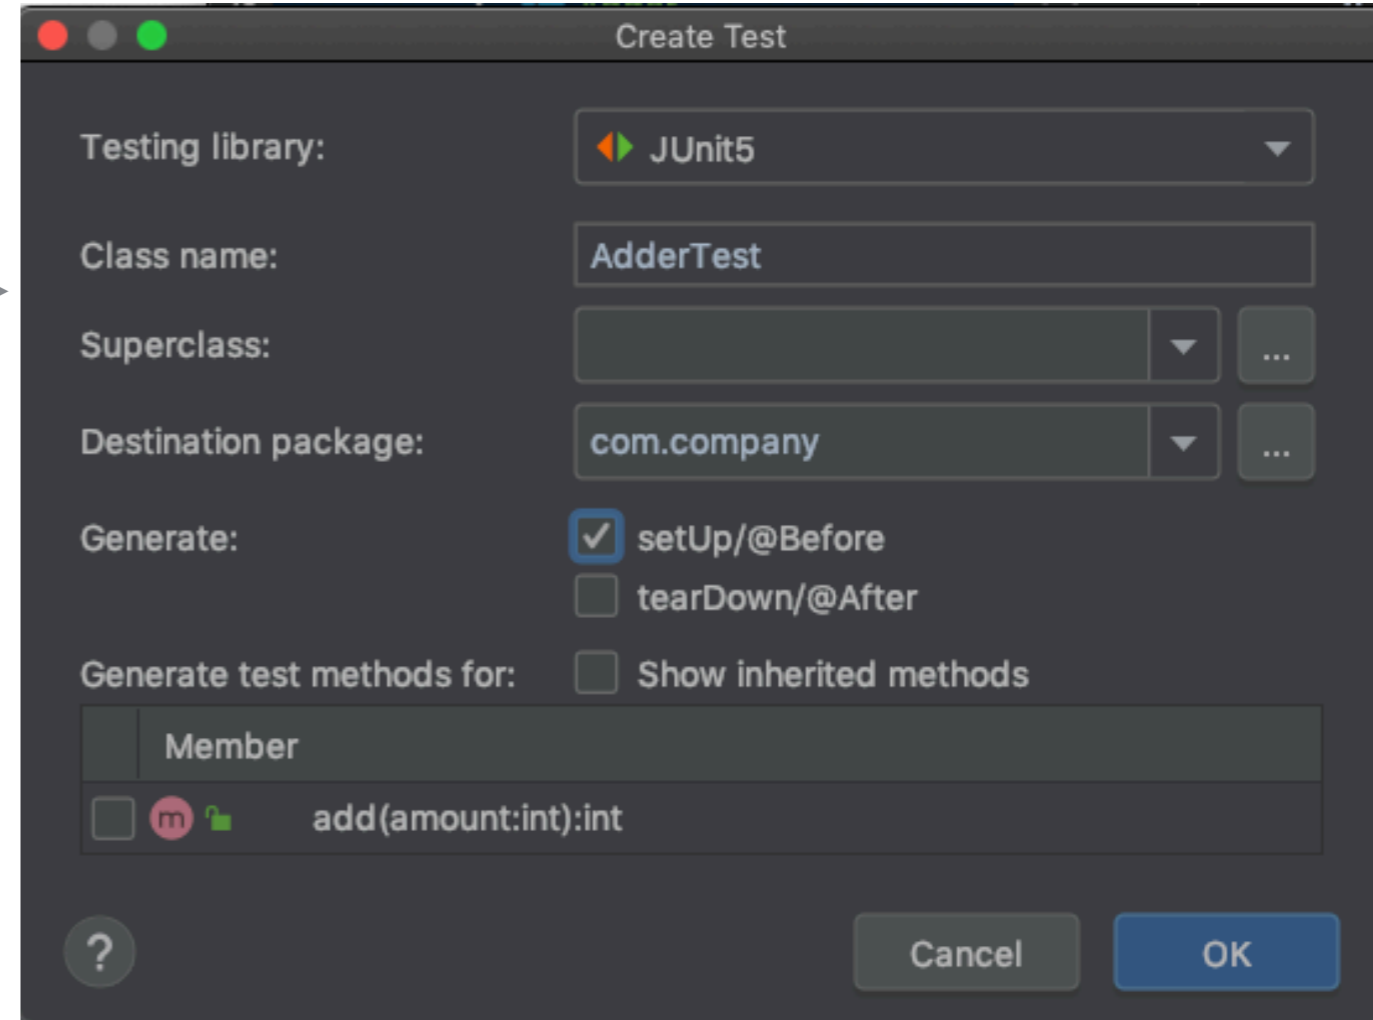 Create Test
Testing library: JUnit5
Class name: AdderTest
Superclass: ...
Destination package: com.company ...
Generate: setUp/@Before
tearDown/@After
Generate test methods for: Show inherited methods
Member
m add(amount:int):int
? Cancel OK